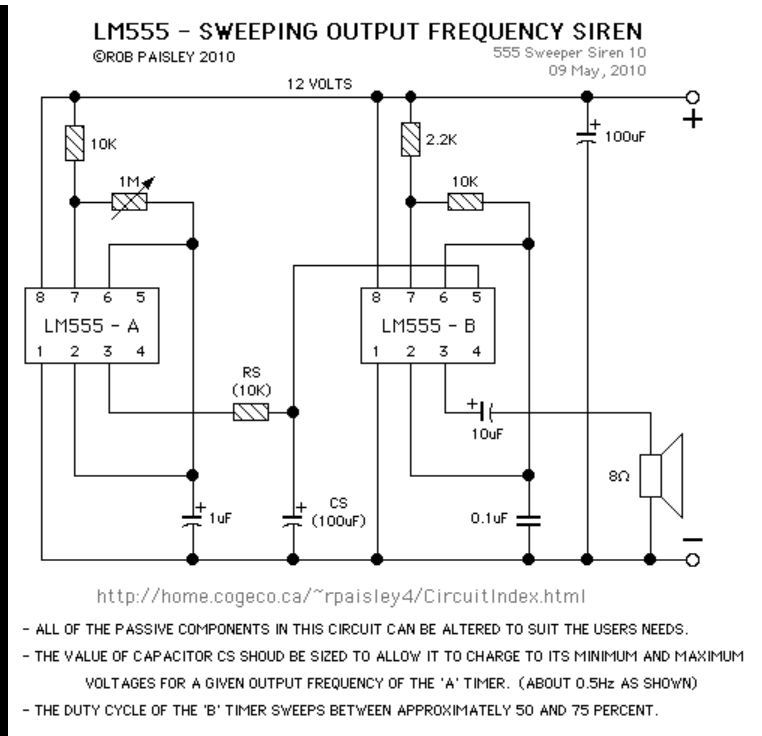 LM555 - SWEEPING OUTPUT FREQUENCY SIREN
©ROB PAISLEY 2010
555 Sweeper Siren 10
09 May, 2010
12 VOLTS
+
100uF
10K
2.2K
1M
10K
8 7 6 5
LM555 - A
1 2 3 4
8 7 6 5
LM555 - B
1 2 3 4
RS
(10K)
+
10uF
8Ω
+
1uF
+
CS
(100uF)
0.1uF
+
−
http://home.cogeco.ca/~rpaisley4/CircuitIndex.html
- ALL OF THE PASSIVE COMPONENTS IN THIS CIRCUIT CAN BE ALTERED TO SUIT THE USERS NEEDS.
- THE VALUE OF CAPACITOR CS SHOUD BE SIZED TO ALLOW IT TO CHARGE TO ITS MINIMUM AND MAXIMUM
VOLTAGES FOR A GIVEN OUTPUT FREQUENCY OF THE 'A' TIMER. (ABOUT 0.5Hz AS SHOWN)
- THE DUTY CYCLE OF THE 'B' TIMER SWEEPS BETWEEN APPROXIMATELY 50 AND 75 PERCENT.